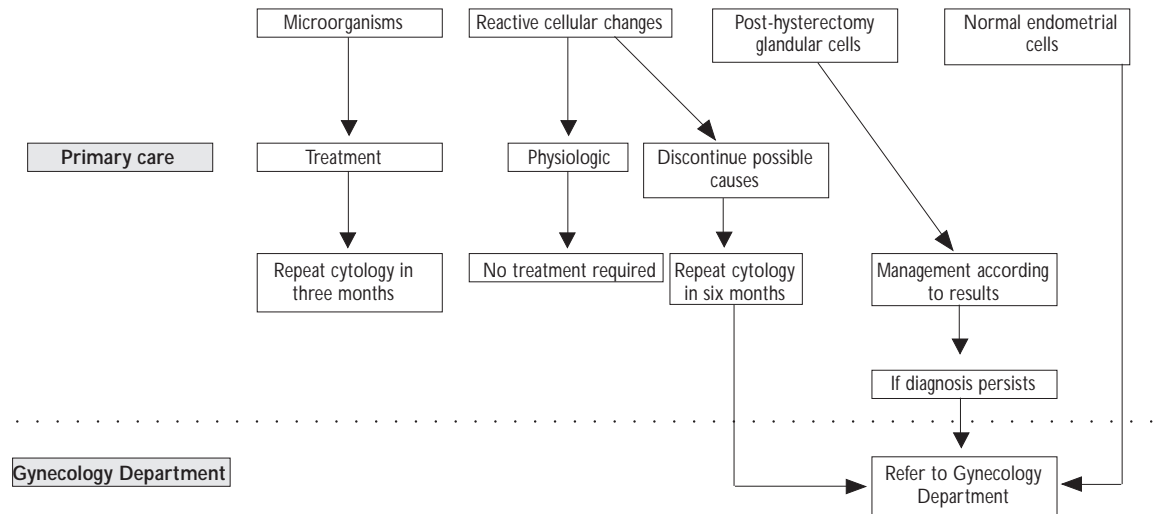 Microorganisms
Reactive cellular changes
Post-hysterectomy
glandular cells
Normal endometrial
cells
Primary care
Treatment
Physiologic
Discontinue possible
causes
Repeat cytology in
three months
No treatment required
Repeat cytology
in six months
Management according
to results
If diagnosis persists
Gynecology Department
Refer to Gynecology
Department